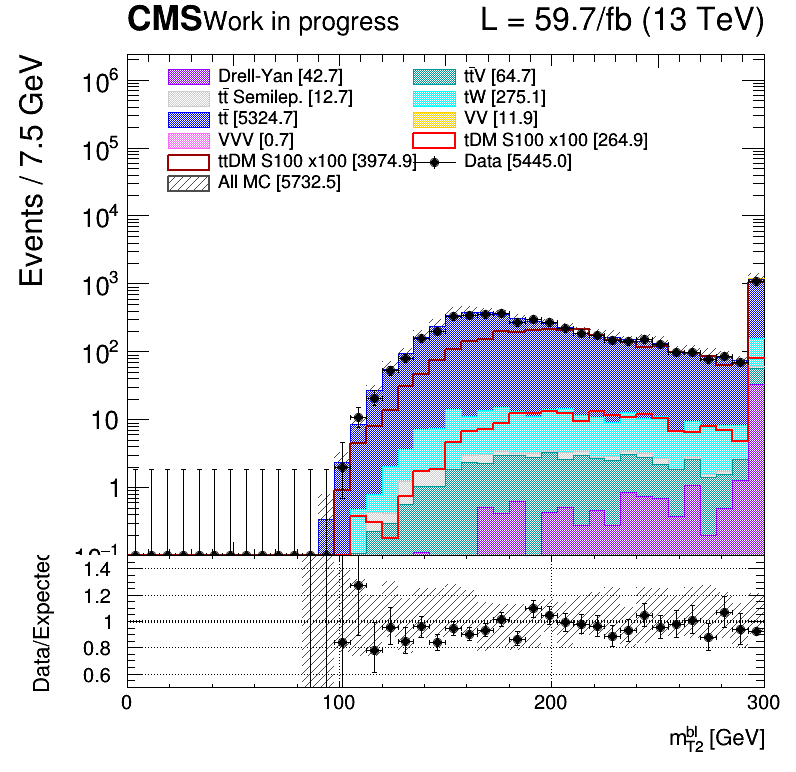 CMS Work in progress L = 59.7/fb (13 TeV)
Events / 7.5 GeV
Drell-Yan [42.7] tt̄V [64.7]
tt̄ Semilep. [12.7] tW [275.1]
tt̄ [5324.7] VV [11.9]
VVV [0.7] tDM S100 x100 [264.9]
ttDM S100 x100 [3974.9] Data [5445.0]
All MC [5732.5]
10⁶
10⁵
10⁴
10³
10²
10
1
10⁻¹
Data/Expected
1.4
1.2
1
0.8
0.6
0 100 200 300
m_{T2}^{bl} [GeV]